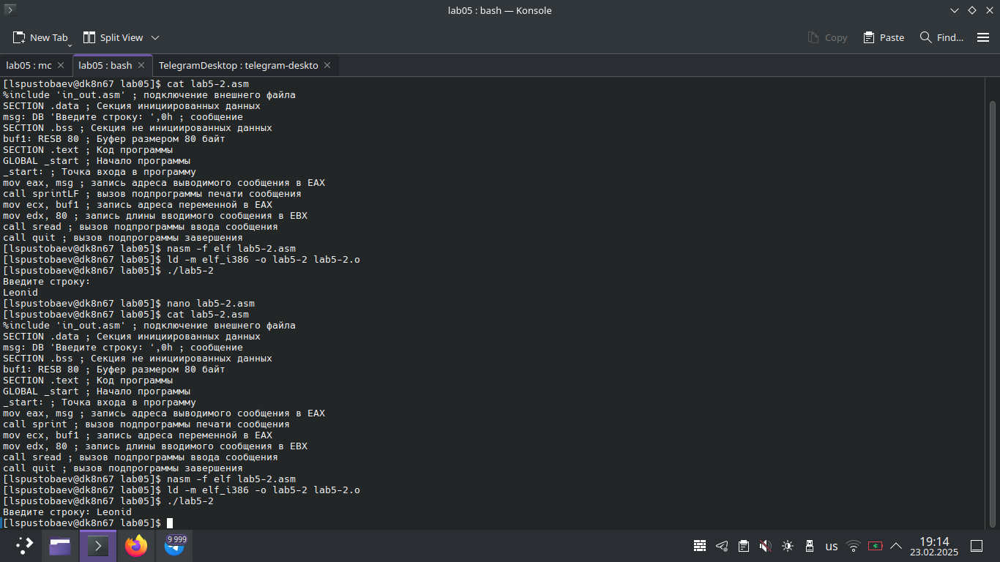 lab05 : bash — Konsole
New Tab
Split View
Copy
Paste
Find...
lab05 : mc
lab05 : bash
TelegramDesktop : telegram-deskto
[lspustobaev@dk8n67 lab05]$ cat lab5-2.asm
%include 'in_out.asm' ; подключение внешнего файла
SECTION .data ; Секция инициированных данных
msg: DB 'Введите строку: ',0h ; сообщение
SECTION .bss ; Секция не инициированных данных
buf1: RESB 80 ; Буфер размером 80 байт
SECTION .text ; Код программы
GLOBAL _start ; Начало программы
_start: ; Точка входа в программу
mov eax, msg ; запись адреса выводимого сообщения в EAX
call sprintLF ; вызов подпрограммы печати сообщения
mov ecx, buf1 ; запись адреса переменной в EAX
mov edx, 80 ; запись длины вводимого сообщения в EBX
call sread ; вызов подпрограммы ввода сообщения
call quit ; вызов подпрограммы завершения
[lspustobaev@dk8n67 lab05]$ nasm -f elf lab5-2.asm
[lspustobaev@dk8n67 lab05]$ ld -m elf_i386 -o lab5-2 lab5-2.o
[lspustobaev@dk8n67 lab05]$ ./lab5-2
Введите строку:
Leonid
[lspustobaev@dk8n67 lab05]$ nano lab5-2.asm
[lspustobaev@dk8n67 lab05]$ cat lab5-2.asm
%include 'in_out.asm' ; подключение внешнего файла
SECTION .data ; Секция инициированных данных
msg: DB 'Введите строку: ',0h ; сообщение
SECTION .bss ; Секция не инициированных данных
buf1: RESB 80 ; Буфер размером 80 байт
SECTION .text ; Код программы
GLOBAL _start ; Начало программы
_start: ; Точка входа в программу
mov eax, msg ; запись адреса выводимого сообщения в EAX
call sprint ; вызов подпрограммы печати сообщения
mov ecx, buf1 ; запись адреса переменной в EAX
mov edx, 80 ; запись длины вводимого сообщения в EBX
call sread ; вызов подпрограммы ввода сообщения
call quit ; вызов подпрограммы завершения
[lspustobaev@dk8n67 lab05]$ nasm -f elf lab5-2.asm
[lspustobaev@dk8n67 lab05]$ ld -m elf_i386 -o lab5-2 lab5-2.o
[lspustobaev@dk8n67 lab05]$ ./lab5-2
Введите строку: Leonid
[lspustobaev@dk8n67 lab05]$
9 999
us
19:14
23.02.2025